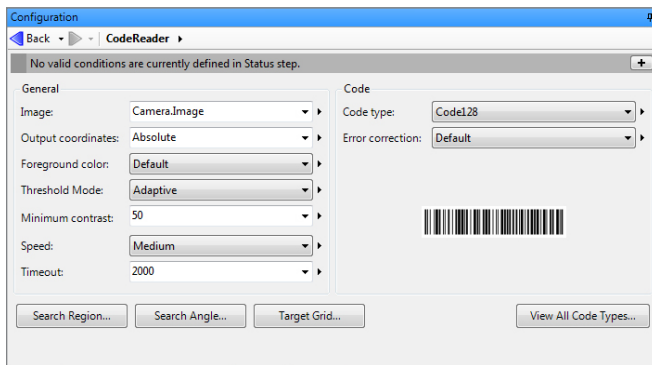 Configuration
Back CodeReader
No valid conditions are currently defined in Status step.
+
General
Image: Camera.Image
Output coordinates: Absolute
Foreground color: Default
Threshold Mode: Adaptive
Minimum contrast: 50
Speed: Medium
Timeout: 2000
Code
Code type: Code128
Error correction: Default
Search Region...
Search Angle...
Target Grid...
View All Code Types...